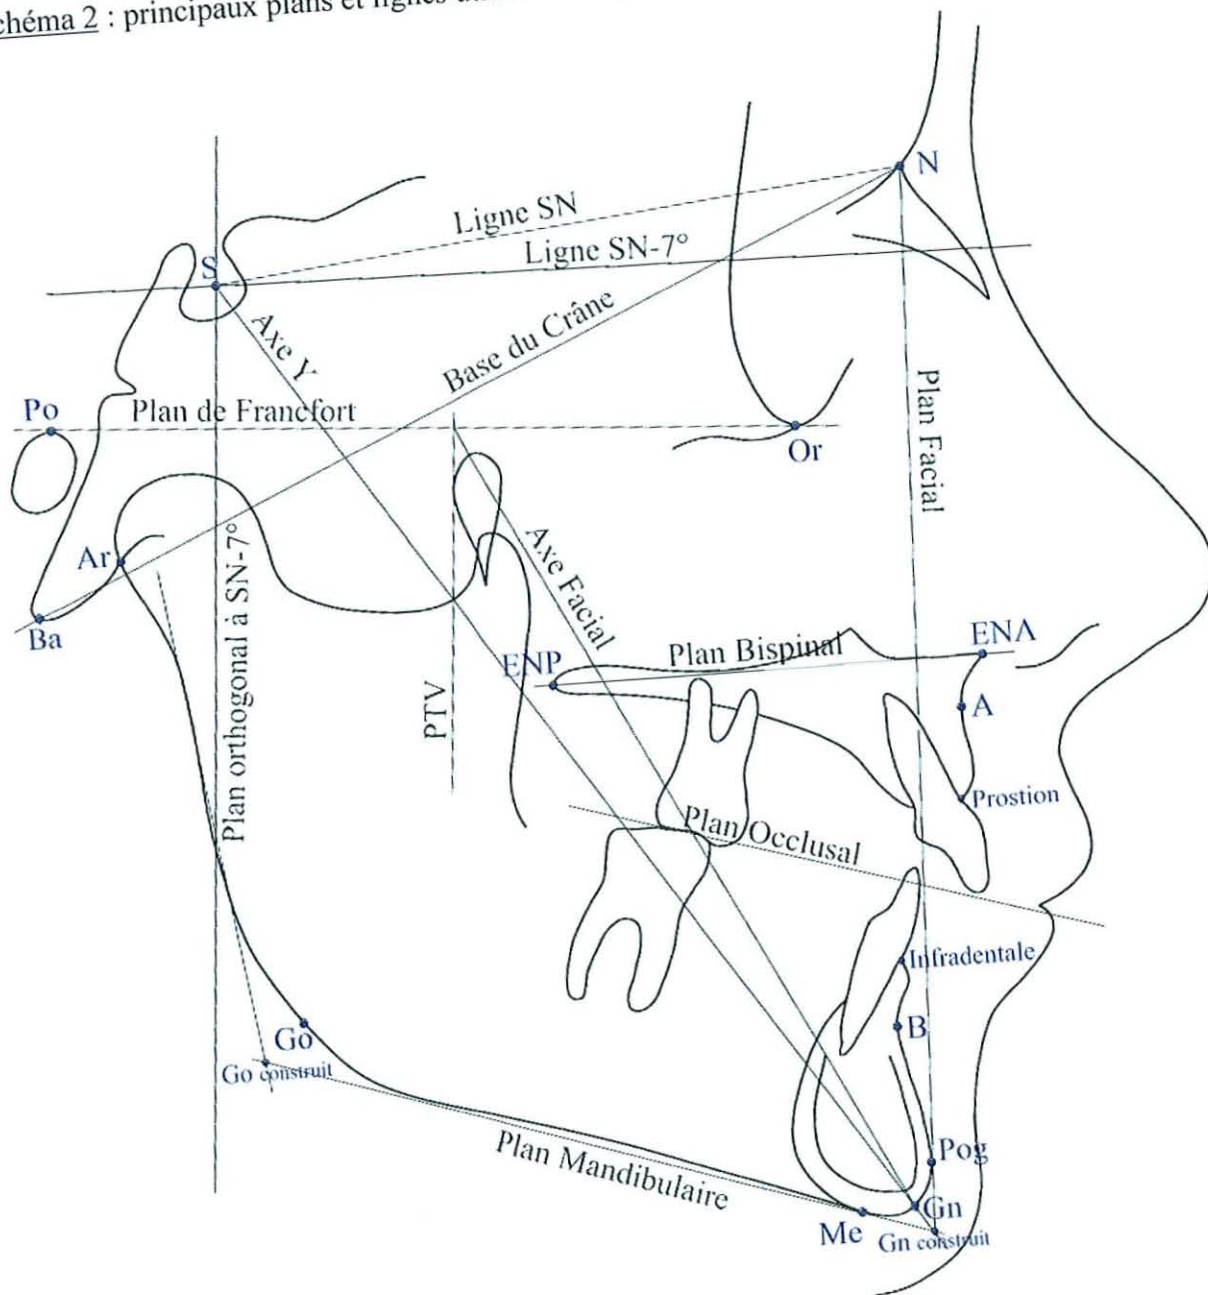 chéma 2 : principaux plans et lignes
N
Ligne SN
Ligne SN-7°
S
Axe Y
Base du Crâne
Po
Plan de Francfort
Or
Plan Facial
Ar
Axe Facial
Plan orthogonal à SN-7°
Ba
ENP
Plan Bispinal
ENA
A
PTV
Prostion
Plan Occlusal
Infradentale
B
Go
Go construit
Plan Mandibulaire
Pog
Gn
Me
Gn construit